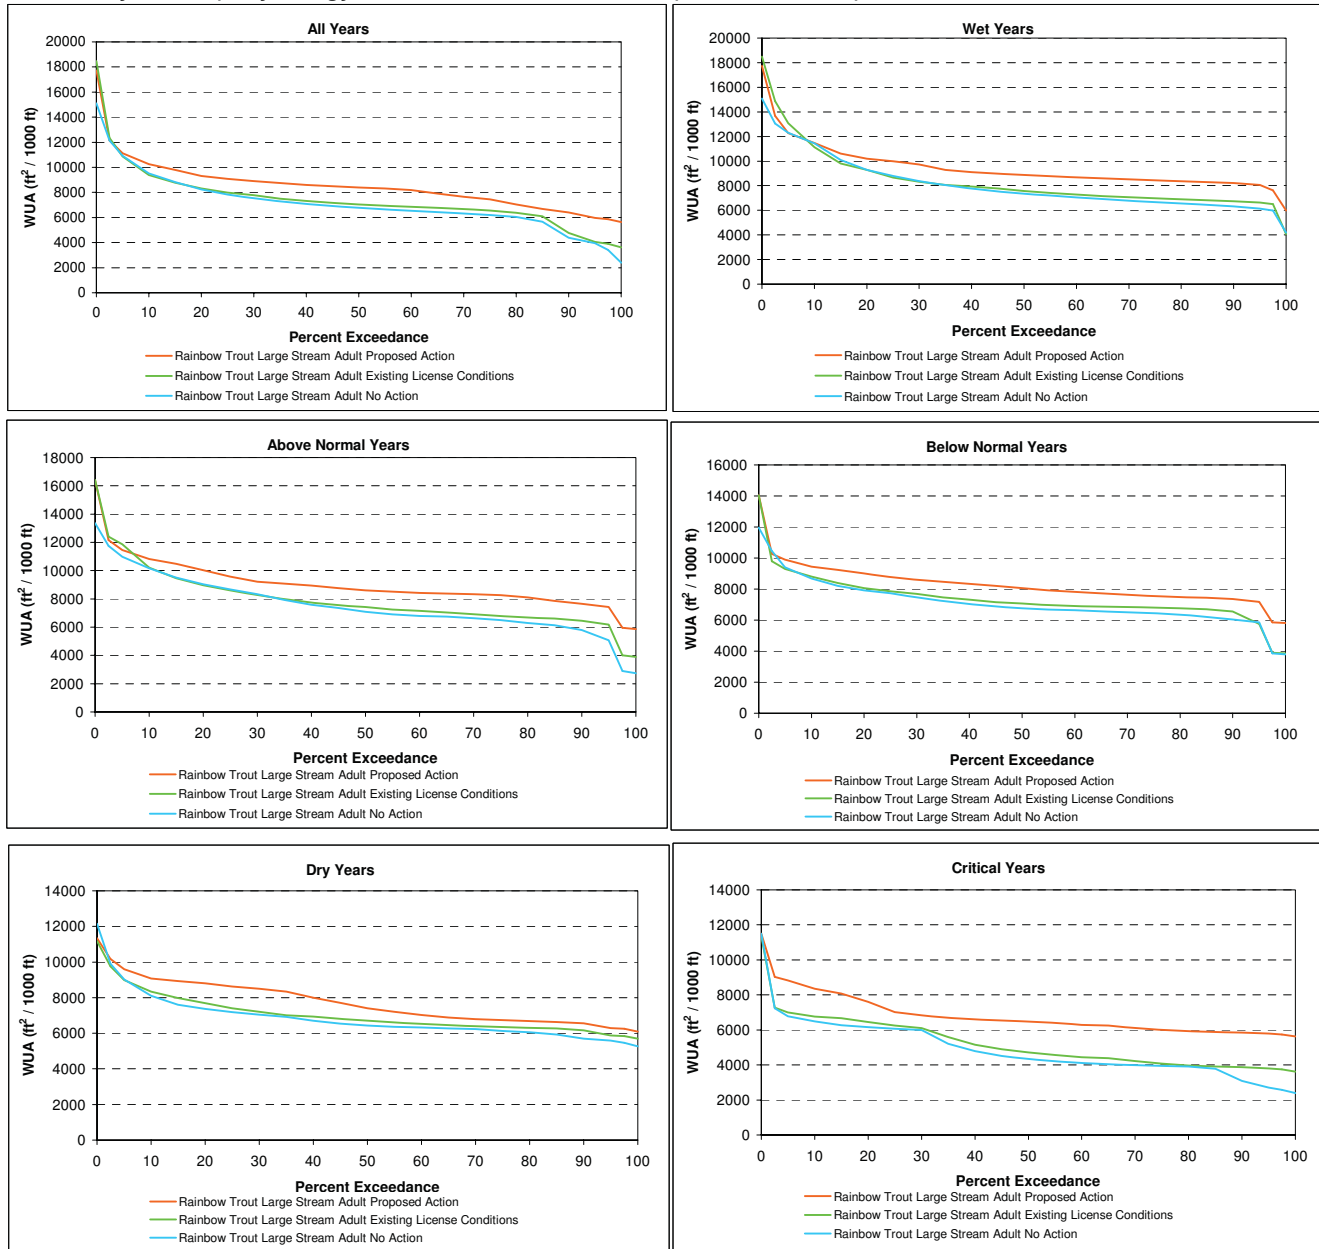 All Years
WUA (ft² / 1000 ft)
20000
18000
16000
14000
12000
10000
8000
6000
4000
2000
0
0 10 20 30 40 50 60 70 80 90 100
Percent Exceedance
Rainbow Trout Large Stream Adult Proposed Action
Rainbow Trout Large Stream Adult Existing License Conditions
Rainbow Trout Large Stream Adult No Action
Wet Years
WUA (ft² / 1000 ft)
20000
18000
16000
14000
12000
10000
8000
6000
4000
2000
0
0 10 20 30 40 50 60 70 80 90 100
Percent Exceedance
Rainbow Trout Large Stream Adult Proposed Action
Rainbow Trout Large Stream Adult Existing License Conditions
Rainbow Trout Large Stream Adult No Action
Above Normal Years
WUA (ft² / 1000 ft)
18000
16000
14000
12000
10000
8000
6000
4000
2000
0
0 10 20 30 40 50 60 70 80 90 100
Percent Exceedance
Rainbow Trout Large Stream Adult Proposed Action
Rainbow Trout Large Stream Adult Existing License Conditions
Rainbow Trout Large Stream Adult No Action
Below Normal Years
WUA (ft² / 1000 ft)
16000
14000
12000
10000
8000
6000
4000
2000
0
0 10 20 30 40 50 60 70 80 90 100
Percent Exceedance
Rainbow Trout Large Stream Adult Proposed Action
Rainbow Trout Large Stream Adult Existing License Conditions
Rainbow Trout Large Stream Adult No Action
Dry Years
WUA (ft² / 1000 ft)
14000
12000
10000
8000
6000
4000
2000
0
0 10 20 30 40 50 60 70 80 90 100
Percent Exceedance
Rainbow Trout Large Stream Adult Proposed Action
Rainbow Trout Large Stream Adult Existing License Conditions
Rainbow Trout Large Stream Adult No Action
Critical Years
WUA (ft² / 1000 ft)
14000
12000
10000
8000
6000
4000
2000
0
0 10 20 30 40 50 60 70 80 90 100
Percent Exceedance
Rainbow Trout Large Stream Adult Proposed Action
Rainbow Trout Large Stream Adult Existing License Conditions
Rainbow Trout Large Stream Adult No Action